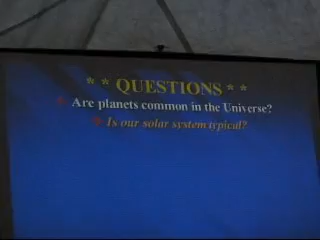 * * QUESTIONS * *
Are planets common in the Universe?
Is our solar system typical?